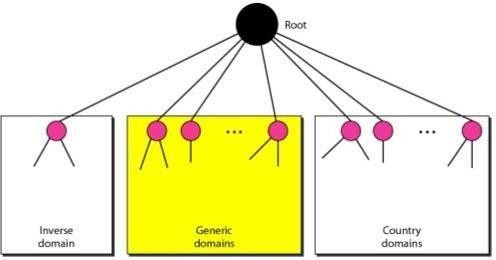 Root
...
...
Inverse
domain
Generic
domains
Country
domains